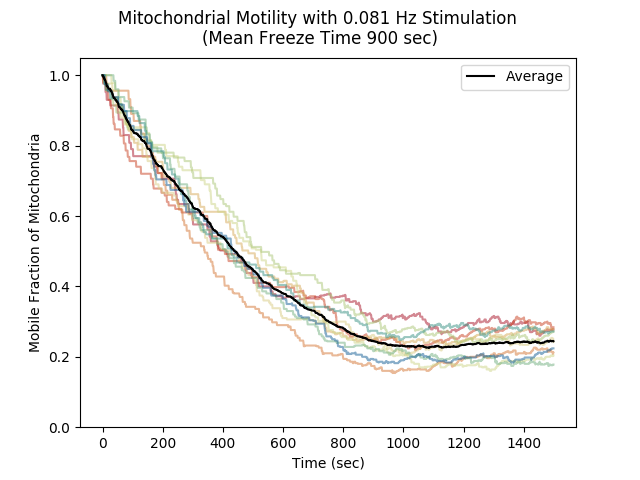 Mitochondrial Motility with 0.081 Hz Stimulation
(Mean Freeze Time 900 sec)
Average
Mobile Fraction of Mitochondria
1.0
0.8
0.6
0.4
0.2
0.0
0 200 400 600 800 1000 1200 1400
Time (sec)